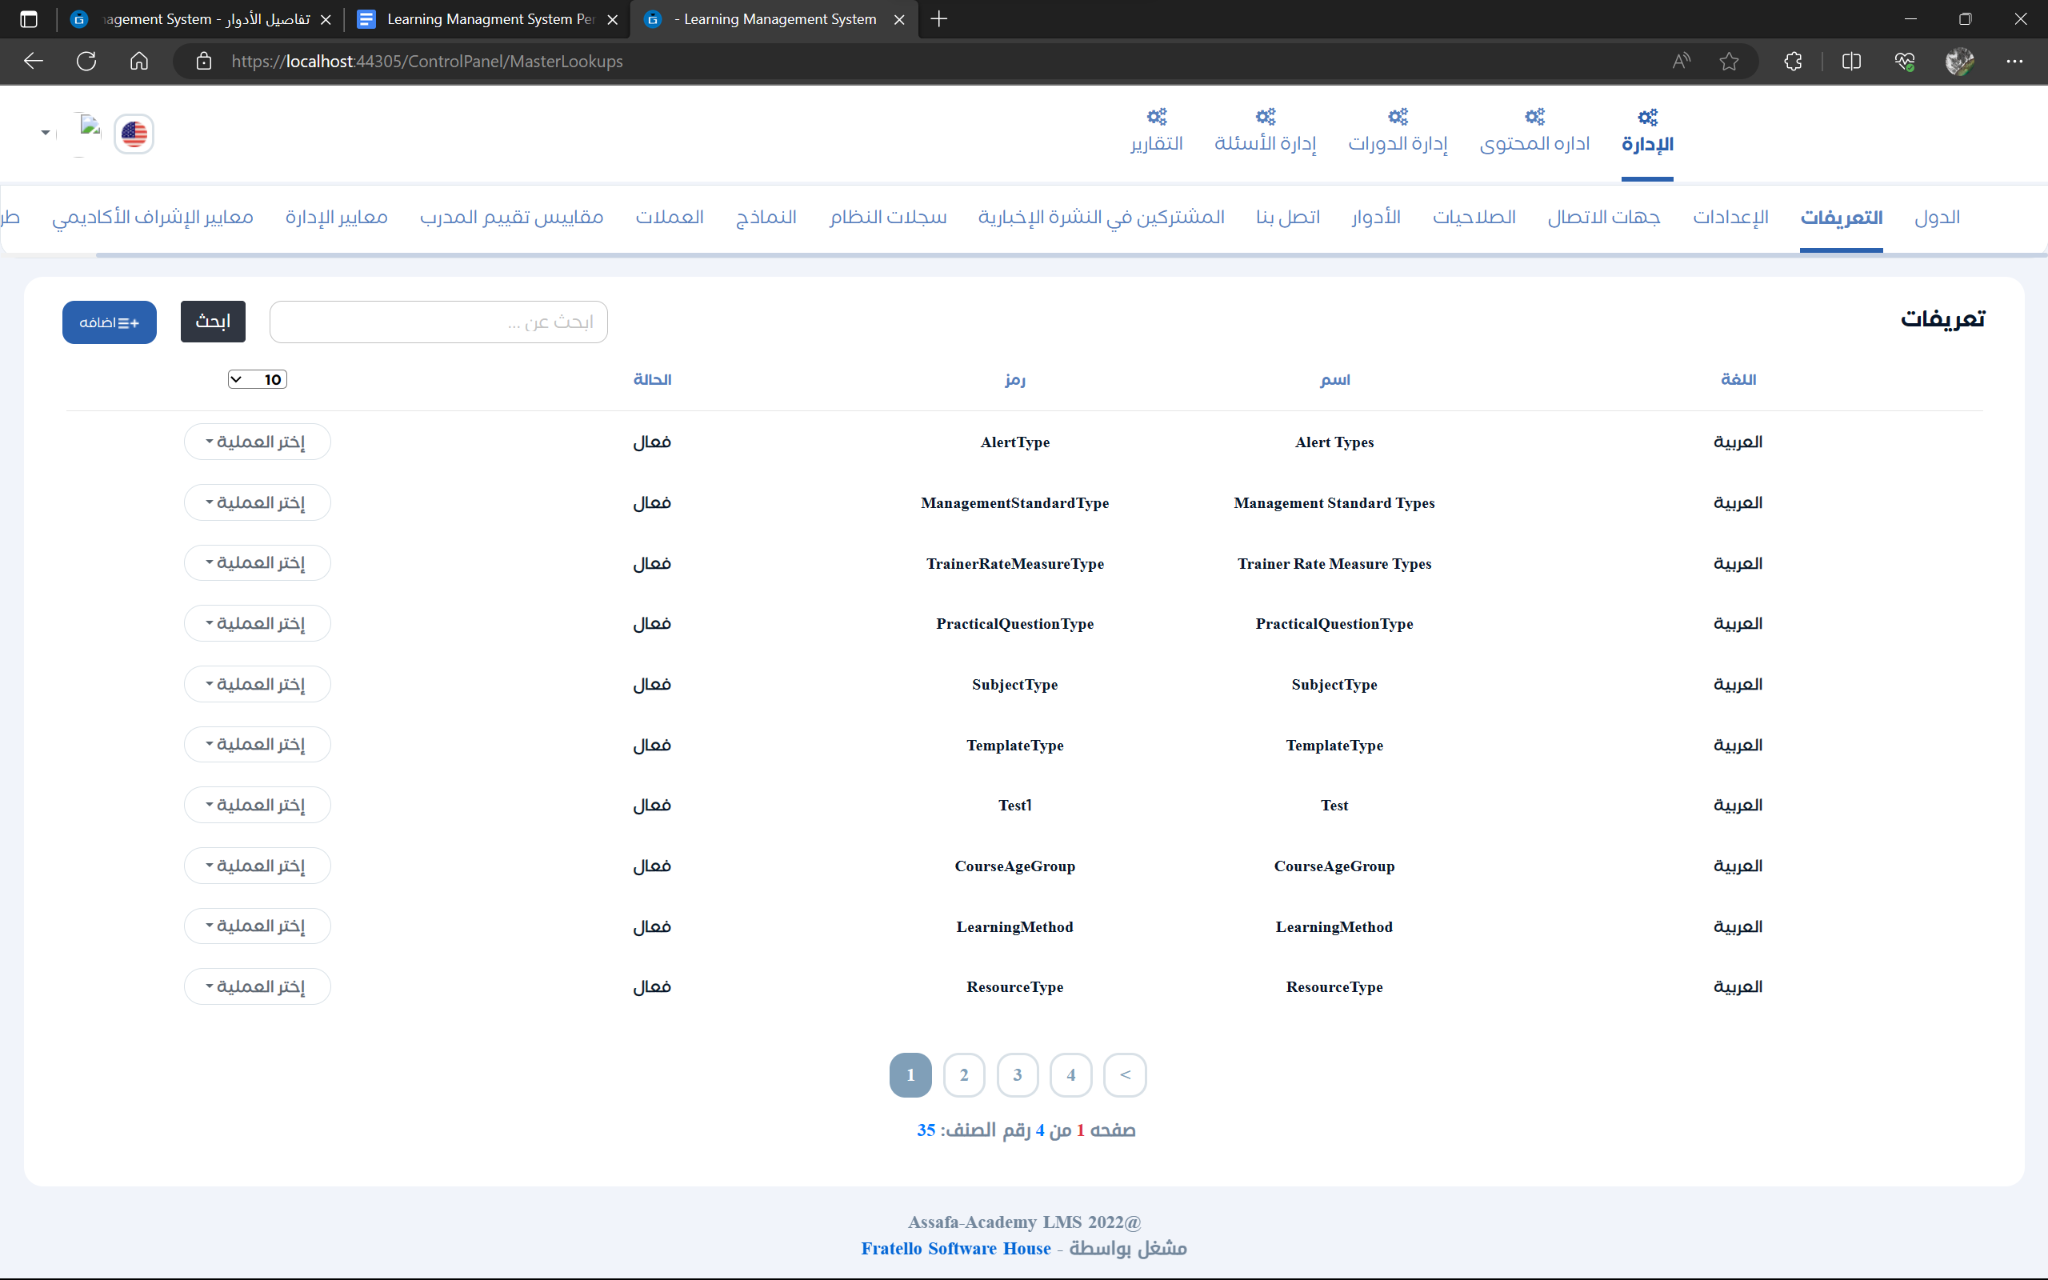 تفاصيل الأدوار - agement System
Learning Managment System Per
- Learning Management System
https://localhost:44305/ControlPanel/MasterLookups
الإدارة
اداره المحتوى
إدارة الدورات
إدارة الأسئلة
التقارير
الدول
التعريفات
الإعدادات
جهات الاتصال
الصلاحيات
الأدوار
اتصل بنا
المشتركين في النشرة الإخبارية
سجلات النظام
النماذج
العملات
مقاييس تقييم المدرب
معايير الإدارة
معايير الإشراف الأكاديمي
طر
تعريفات
ابحث عن ...
ابحث
اضافه
اللغة اسم رمز الحالة 10
العربية Alert Types AlertType فعال إختر العملية
العربية Management Standard Types ManagementStandardType فعال إختر العملية
العربية Trainer Rate Measure Types TrainerRateMeasureType فعال إختر العملية
العربية PracticalQuestionType PracticalQuestionType فعال إختر العملية
العربية SubjectType SubjectType فعال إختر العملية
العربية TemplateType TemplateType فعال إختر العملية
العربية Test Test1 فعال إختر العملية
العربية CourseAgeGroup CourseAgeGroup فعال إختر العملية
العربية LearningMethod LearningMethod فعال إختر العملية
العربية ResourceType ResourceType فعال إختر العملية
1 2 3 4 <
صفحه 1 من 4 رقم الصنف: 35
Assafa-Academy LMS 2022@
مشغل بواسطة - Fratello Software House